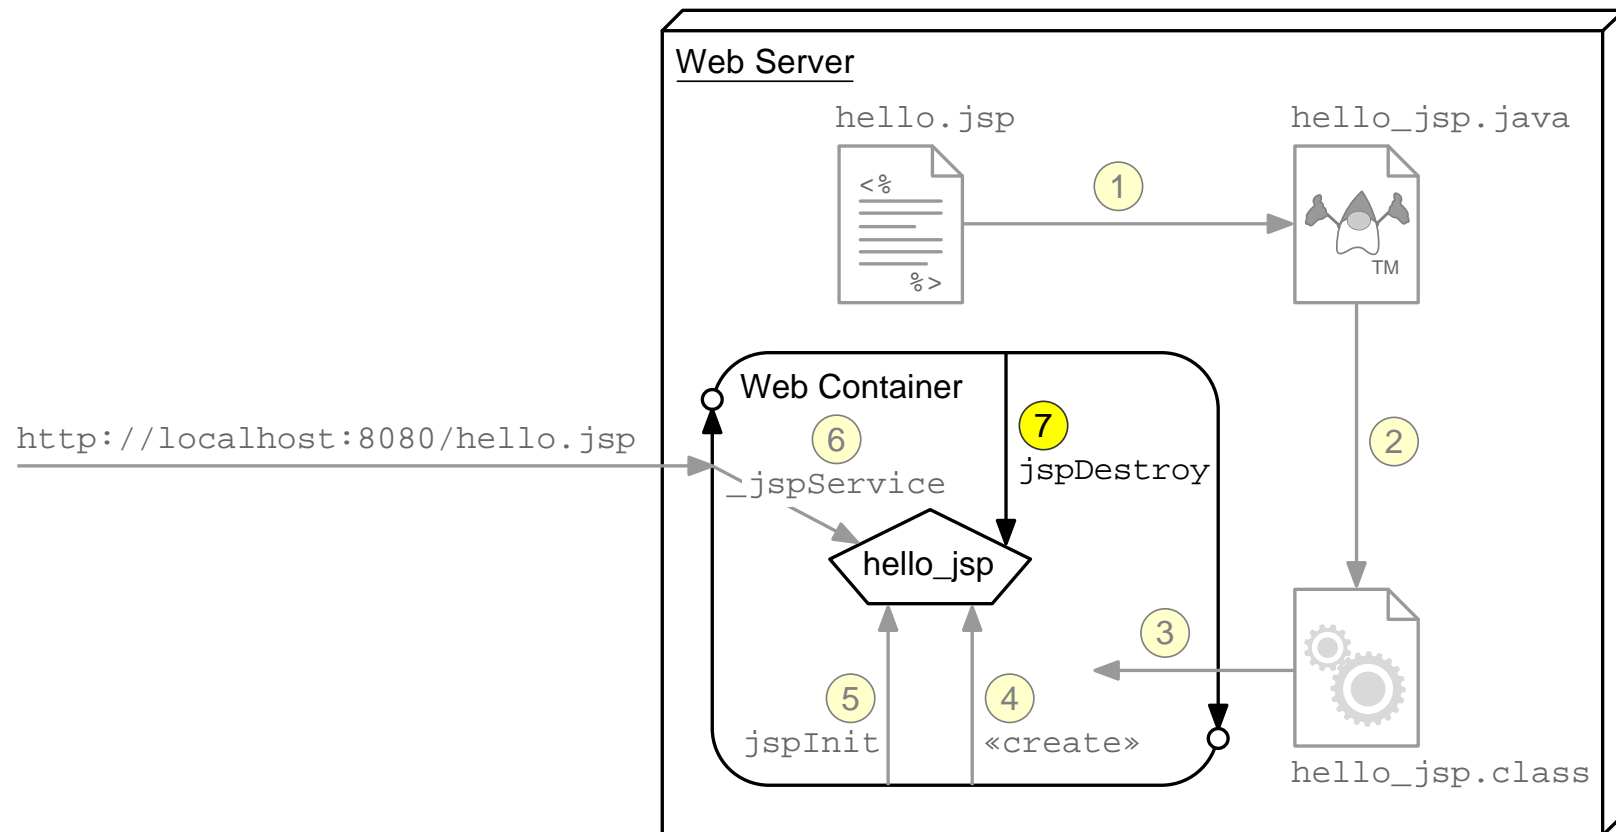 Web Server
hello.jsp
hello_jsp.java
<%
%>
1
TM
Web Container
http://localhost:8080/hello.jsp
6
7
2
_jspService
jspDestroy
hello_jsp
3
5
4
jspInit
«create»
hello_jsp.class